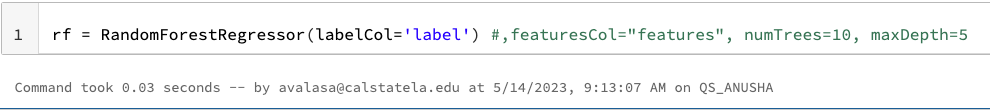 1 rf = RandomForestRegressor(labelCol='label') #,featuresCol="features", numTrees=10, maxDepth=5
Command took 0.03 seconds -- by avalasa@calstatela.edu at 5/14/2023, 9:13:07 AM on QS_ANUSHA